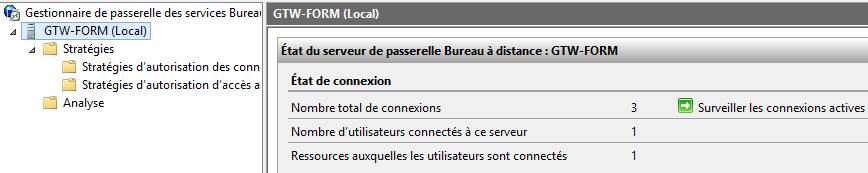 Gestionnaire de passerelle des services Bureau
GTW-FORM (Local)
Stratégies
Stratégies d'autorisation des conn
Stratégies d'autorisation d'accès a
Analyse
GTW-FORM (Local)
État du serveur de passerelle Bureau à distance : GTW-FORM
État de connexion
Nombre total de connexions 3 Surveiller les connexions actives
Nombre d'utilisateurs connectés à ce serveur 1
Ressources auxquelles les utilisateurs sont connectés 1